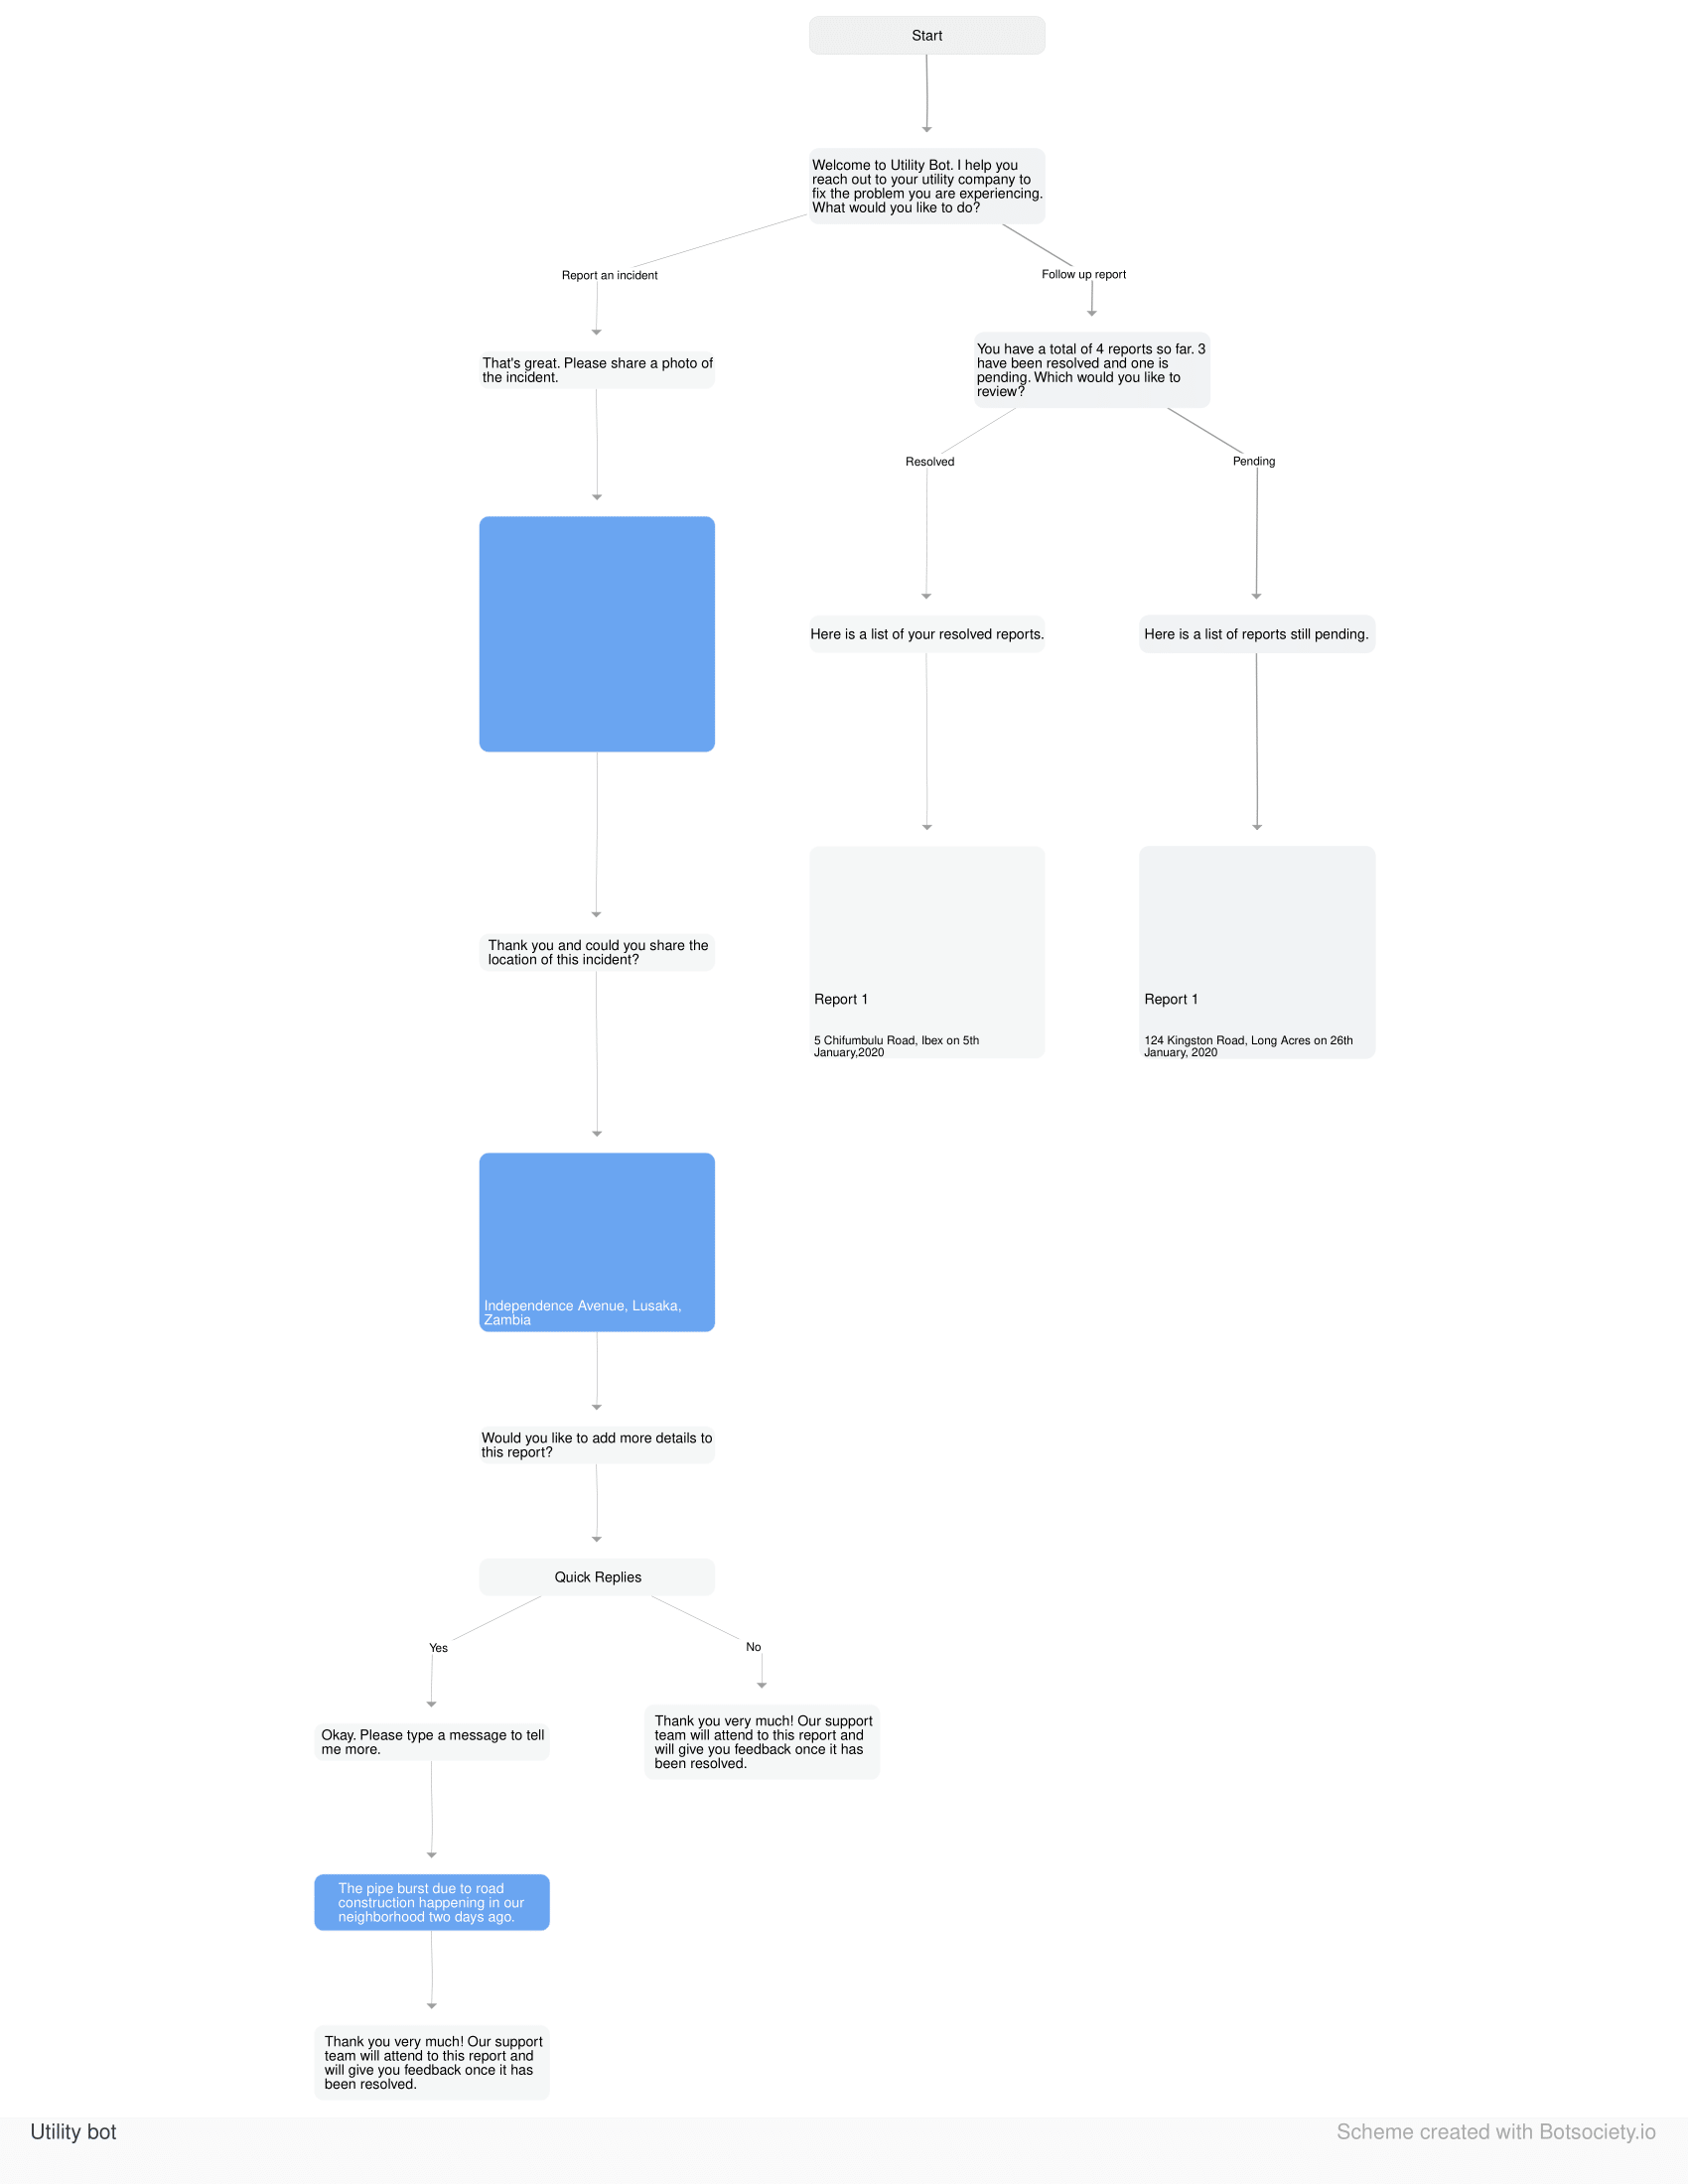 Start
Welcome to Utility Bot. I help you
reach out to your utility company to
fix the problem you are experiencing.
What would you like to do?
Report an incident
Follow up report
That's great. Please share a photo of
the incident.
You have a total of 4 reports so far. 3
have been resolved and one is
pending. Which would you like to
review?
Resolved
Pending
Here is a list of your resolved reports.
Here is a list of reports still pending.
Thank you and could you share the
location of this incident?
Report 1
5 Chifumbulu Road, Ibex on 5th
January,2020
Report 1
124 Kingston Road, Long Acres on 26th
January, 2020
Independence Avenue, Lusaka,
Zambia
Would you like to add more details to
this report?
Quick Replies
Yes
No
Okay. Please type a message to tell
me more.
Thank you very much! Our support
team will attend to this report and
will give you feedback once it has
been resolved.
The pipe burst due to road
construction happening in our
neighborhood two days ago.
Thank you very much! Our support
team will attend to this report and
will give you feedback once it has
been resolved.
Utility bot
Scheme created with Botsociety.io